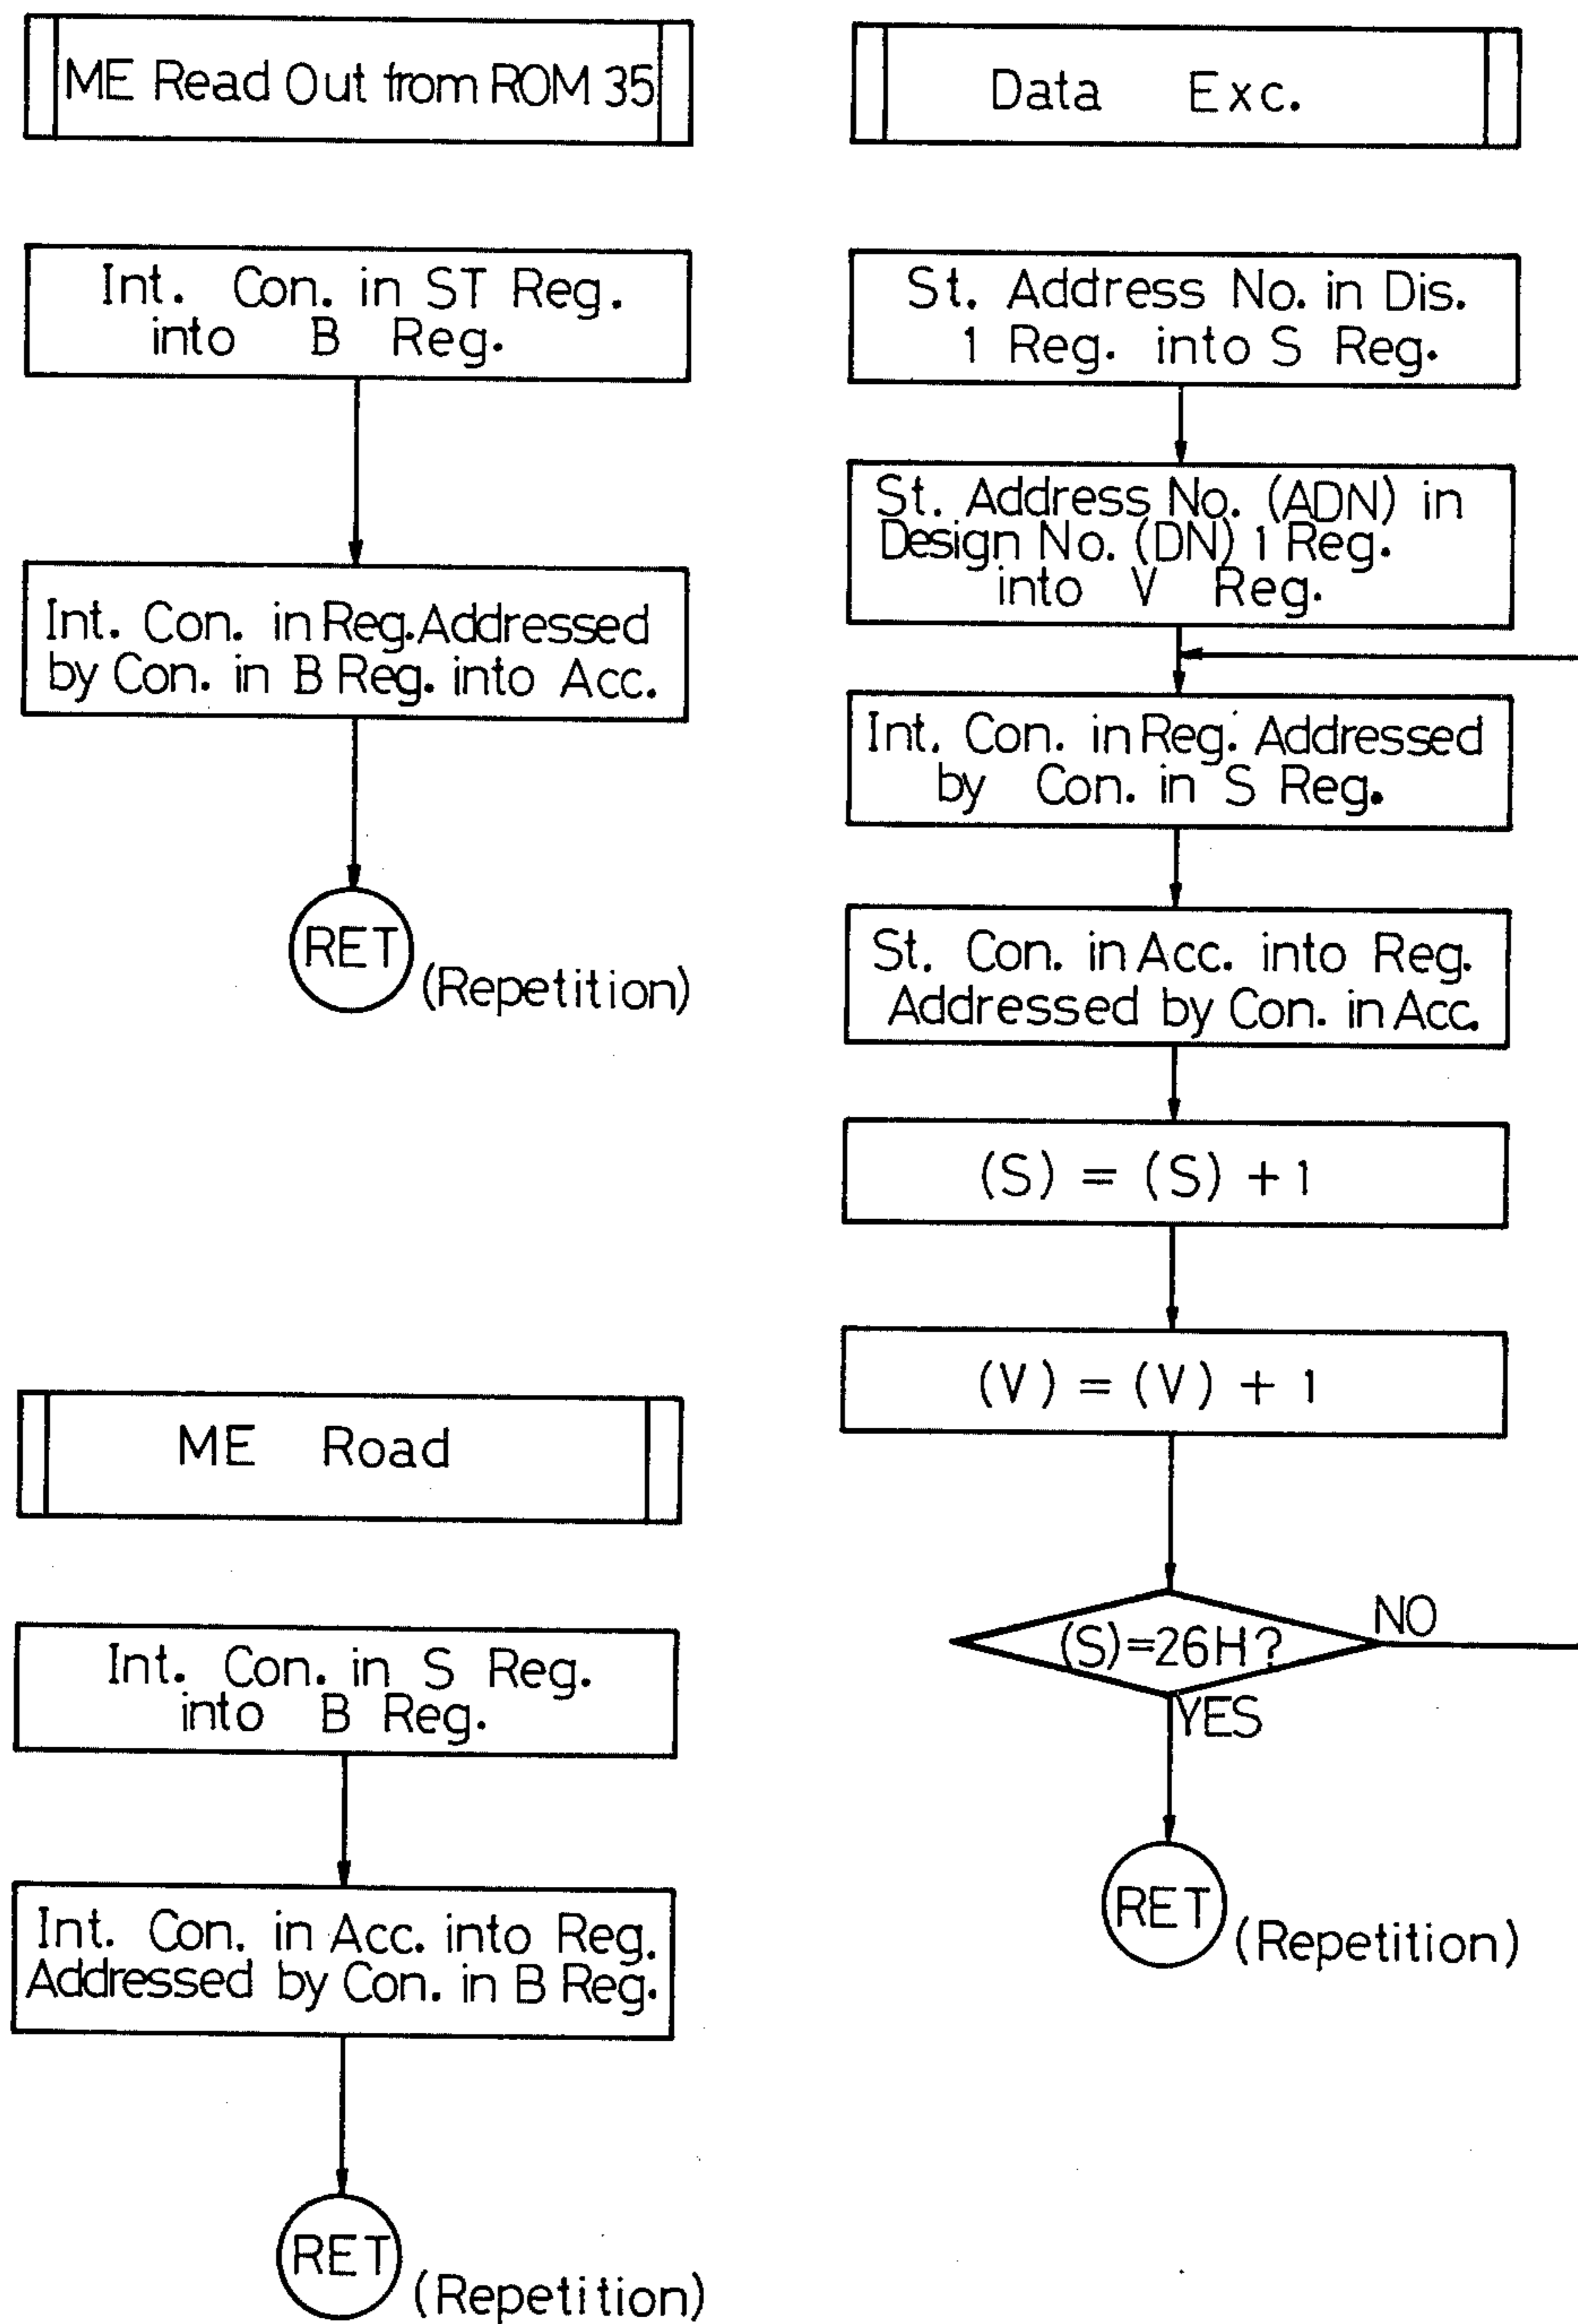 ME Read Out from ROM 35
Int. Con. in ST Reg.
into B Reg.
Int. Con. in Reg. Addressed
by Con. in B Reg. into Acc.
RET
(Repetition)
ME Road
Int. Con. in S Reg.
into B Reg.
Int. Con. in Acc. into Reg.
Addressed by Con. in B Reg.
RET
(Repetition)
Data Exc.
St. Address No. in Dis.
1 Reg. into S Reg.
St. Address No. (ADN) in
Design No. (DN) 1 Reg.
into V Reg.
Int. Con. in Reg. Addressed
by Con. in S Reg.
St. Con. in Acc. into Reg.
Addressed by Con. in Acc.
(S) = (S) + 1
(V) = (V) + 1
(S)=26H?
NO
YES
RET
(Repetition)